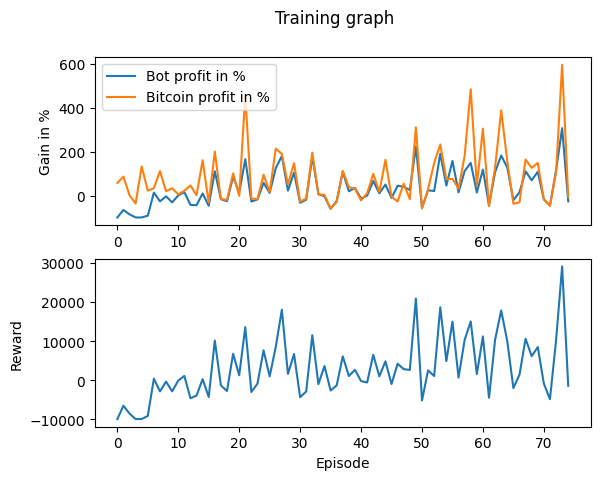 Training graph
Gain in %
Bot profit in %
Bitcoin profit in %
600
400
200
0
0 10 20 30 40 50 60 70
Reward
30000
20000
10000
0
−10000
0 10 20 30 40 50 60 70
Episode